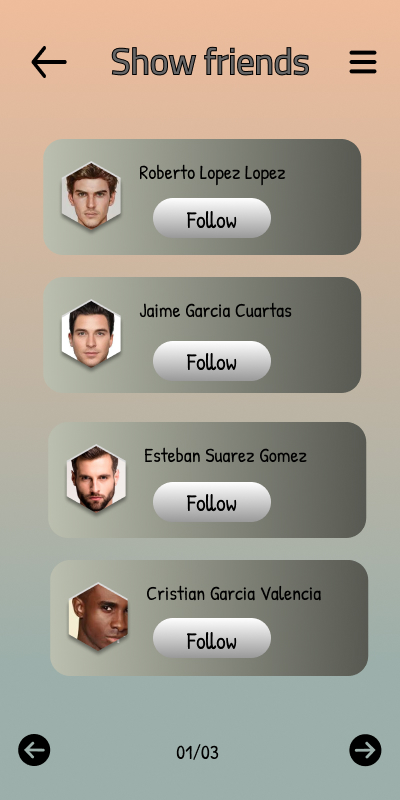 Show friends
Roberto Lopez Lopez
Follow
Jaime Garcia Cuartas
Follow
Esteban Suarez Gomez
Follow
Cristian Garcia Valencia
Follow
01/03